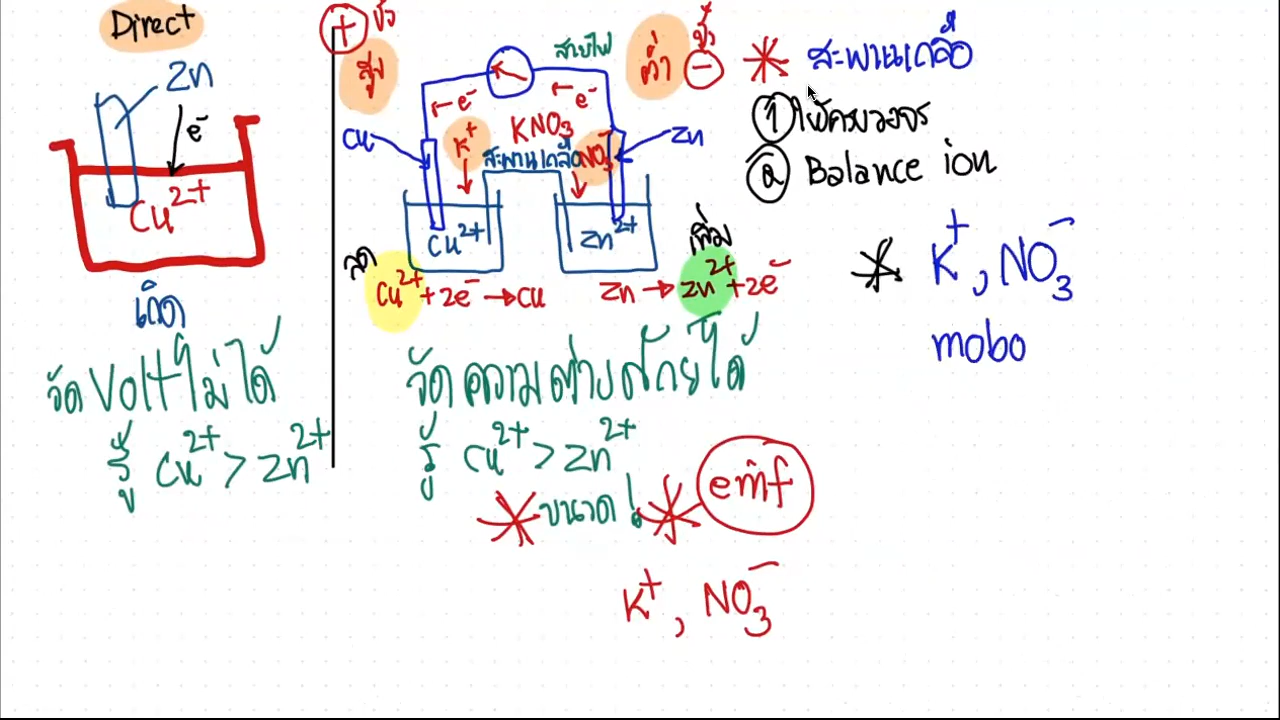 Direct
Zn
e⁻
Cu²⁺
เกิด
วัด Volt ไม่ได้
รู้ Cu²⁺ > Zn²⁺
+ ขั้ว
สูง
สายไฟ
ต่ำ
ขั้ว −
← e⁻
← e⁻
Cu
K⁺
KNO₃
สะพานเกลือ
NO₃⁻
Zn
Cu²⁺
Zn²⁺
ลด
เพิ่ม
Cu²⁺ + 2e⁻ → Cu
Zn → Zn²⁺ + 2e⁻
วัดความต่างศักย์ได้
รู้ Cu²⁺ > Zn²⁺
* ขนาด! * emf
K⁺, NO₃⁻
* สะพานเกลือ
① ให้ครบวงจร
② Balance ion
* K⁺, NO₃⁻
mobo